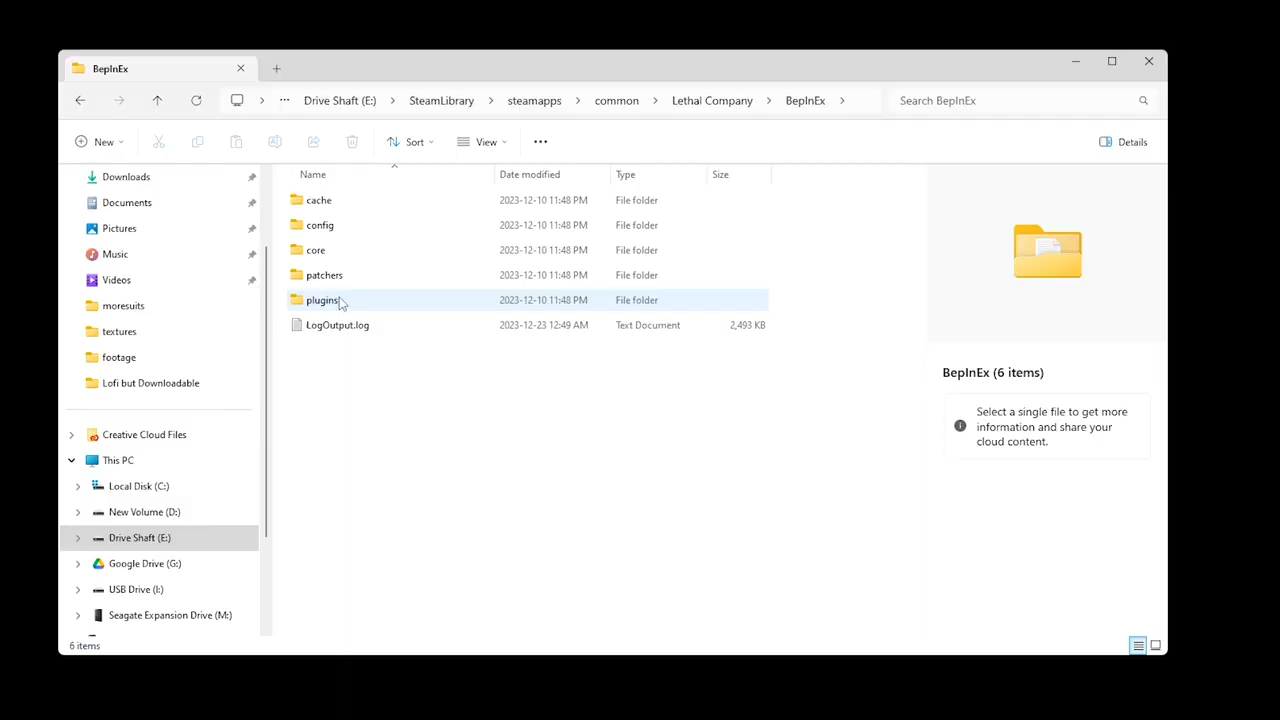 BepInEx
Drive Shaft (E:) SteamLibrary steamapps common Lethal Company BepInEx Search BepInEx
New Sort View Details
Downloads
Documents
Pictures
Music
Videos
moresuits
textures
footage
Lofi but Downloadable
Creative Cloud Files
This PC
Local Disk (C:)
New Volume (D:)
Drive Shaft (E:)
Google Drive (G:)
USB Drive (I:)
Seagate Expansion Drive (M:)
Name Date modified Type Size
cache 2023-12-10 11:48 PM File folder
config 2023-12-10 11:48 PM File folder
core 2023-12-10 11:48 PM File folder
patchers 2023-12-10 11:48 PM File folder
plugins 2023-12-10 11:48 PM File folder
LogOutput.log 2023-12-23 12:49 AM Text Document 2,493 KB
BepInEx (6 items)
Select a single file to get more
information and share your
cloud content.
6 items